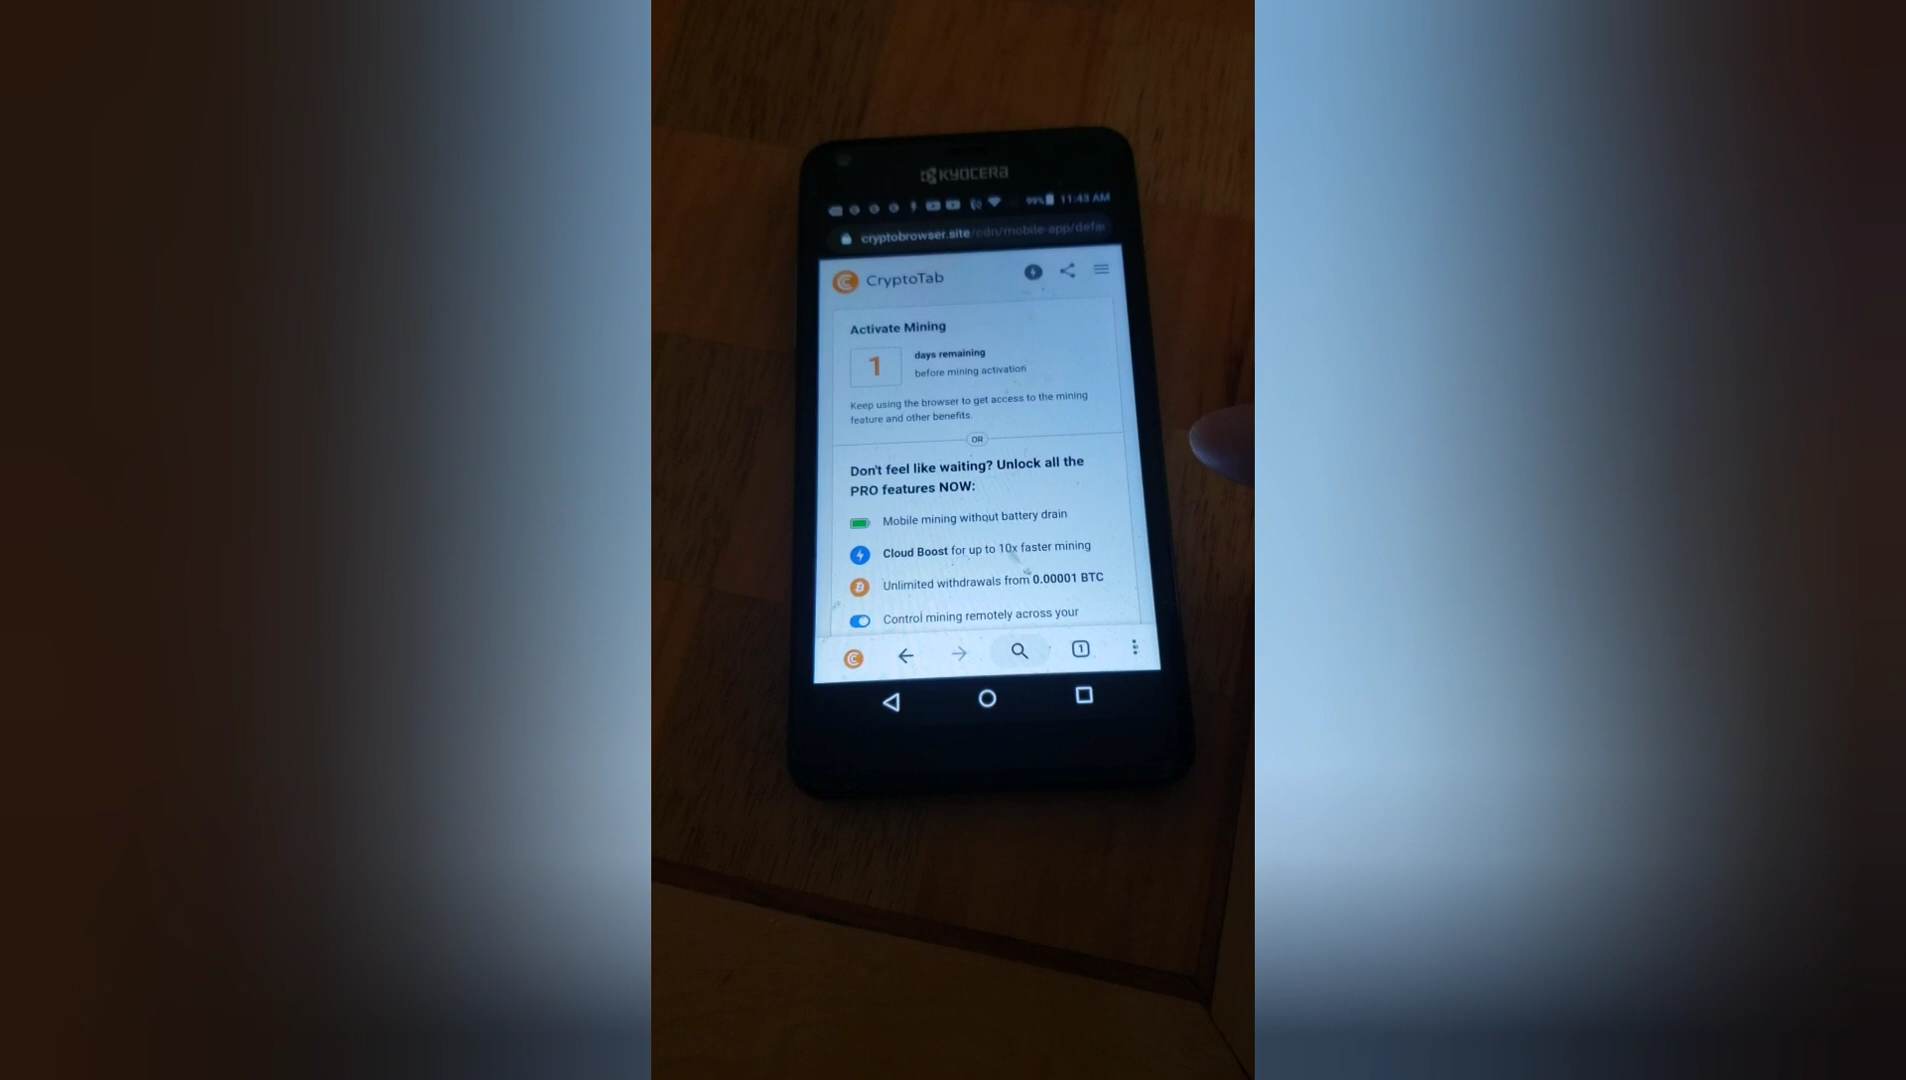 KYOCERA
99% 11:43 AM
cryptobrowser.site/cdn/mobile-app/defau
CryptoTab
Activate Mining
1
days remaining
before mining activation
Keep using the browser to get access to the mining
feature and other benefits.
OR
Don't feel like waiting? Unlock all the
PRO features NOW:
Mobile mining without battery drain
Cloud Boost for up to 10x faster mining
Unlimited withdrawals from 0.00001 BTC
Control mining remotely across your
1